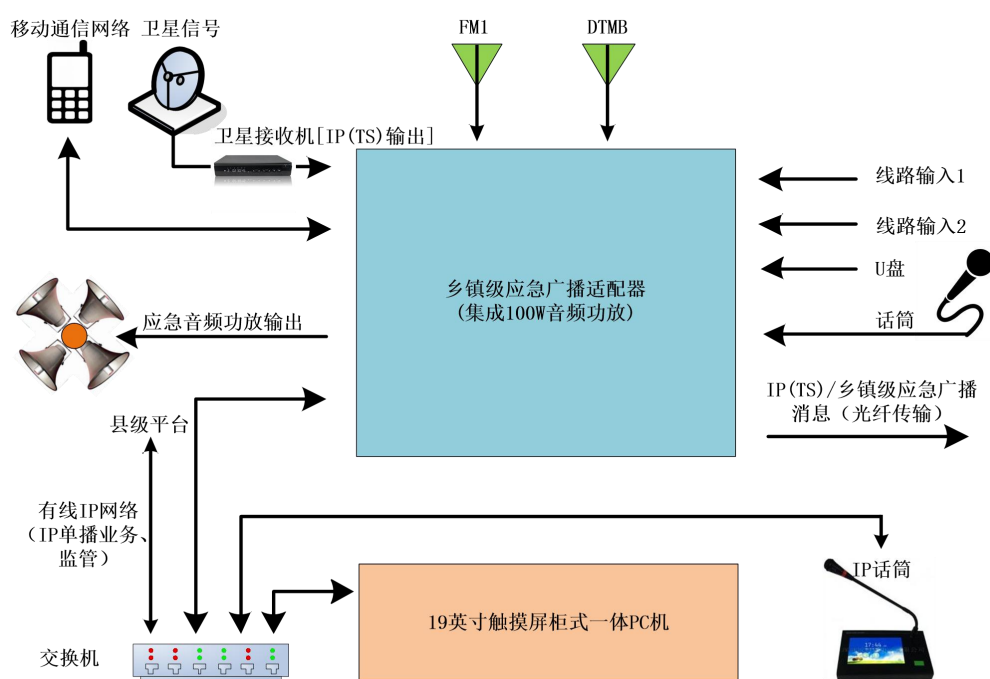 移动通信网络 卫星信号
FM1
DTMB
卫星接收机[IP(TS)输出]
线路输入1
线路输入2
U盘
话筒
乡镇级应急广播适配器
(集成100W音频功放)
应急音频功放输出
IP(TS)/乡镇级应急广播
消息（光纤传输）
县级平台
有线IP网络
（IP单播业务、
监管）
IP话筒
19英寸触摸屏柜式一体PC机
17:44
交换机